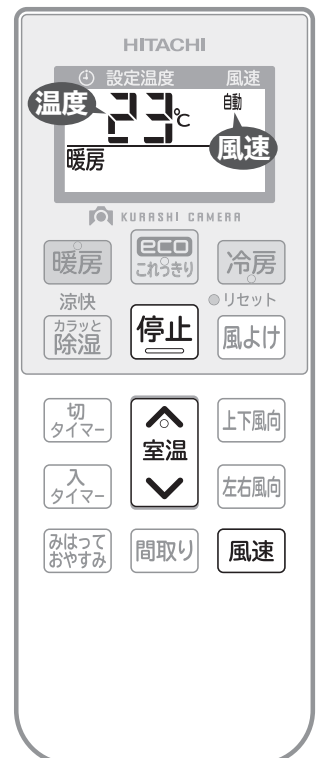 HITACHI
設定温度 風速
温度 23℃ 自動
暖房 風速
KURASHI CAMERA
暖房 eco これっきり 冷房
涼快 リセット
カラッと除湿 停止 風よけ
切タイマー 室温 上下風向
入タイマー 左右風向
みはっておやすみ 間取り 風速